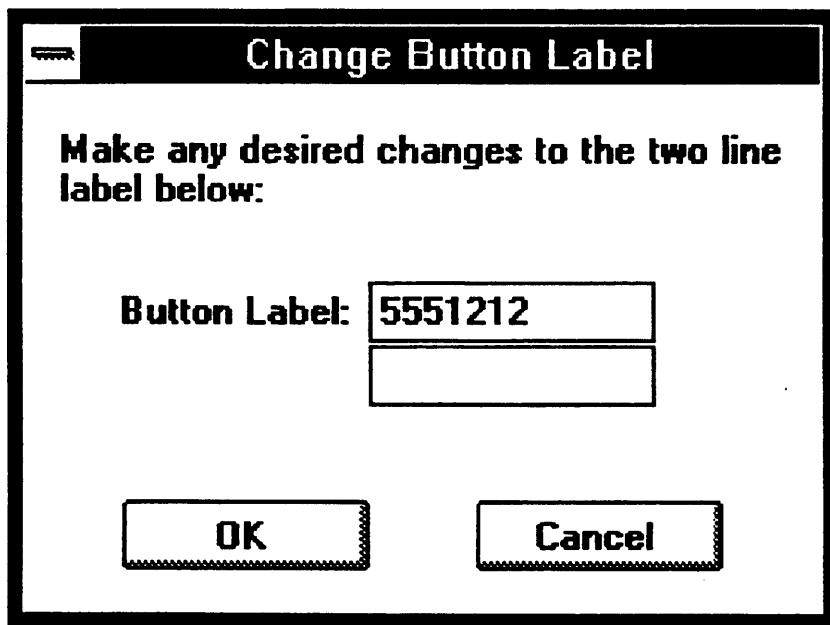 Change Button Label
Make any desired changes to the two line
label below:
Button Label: 5551212
OK Cancel